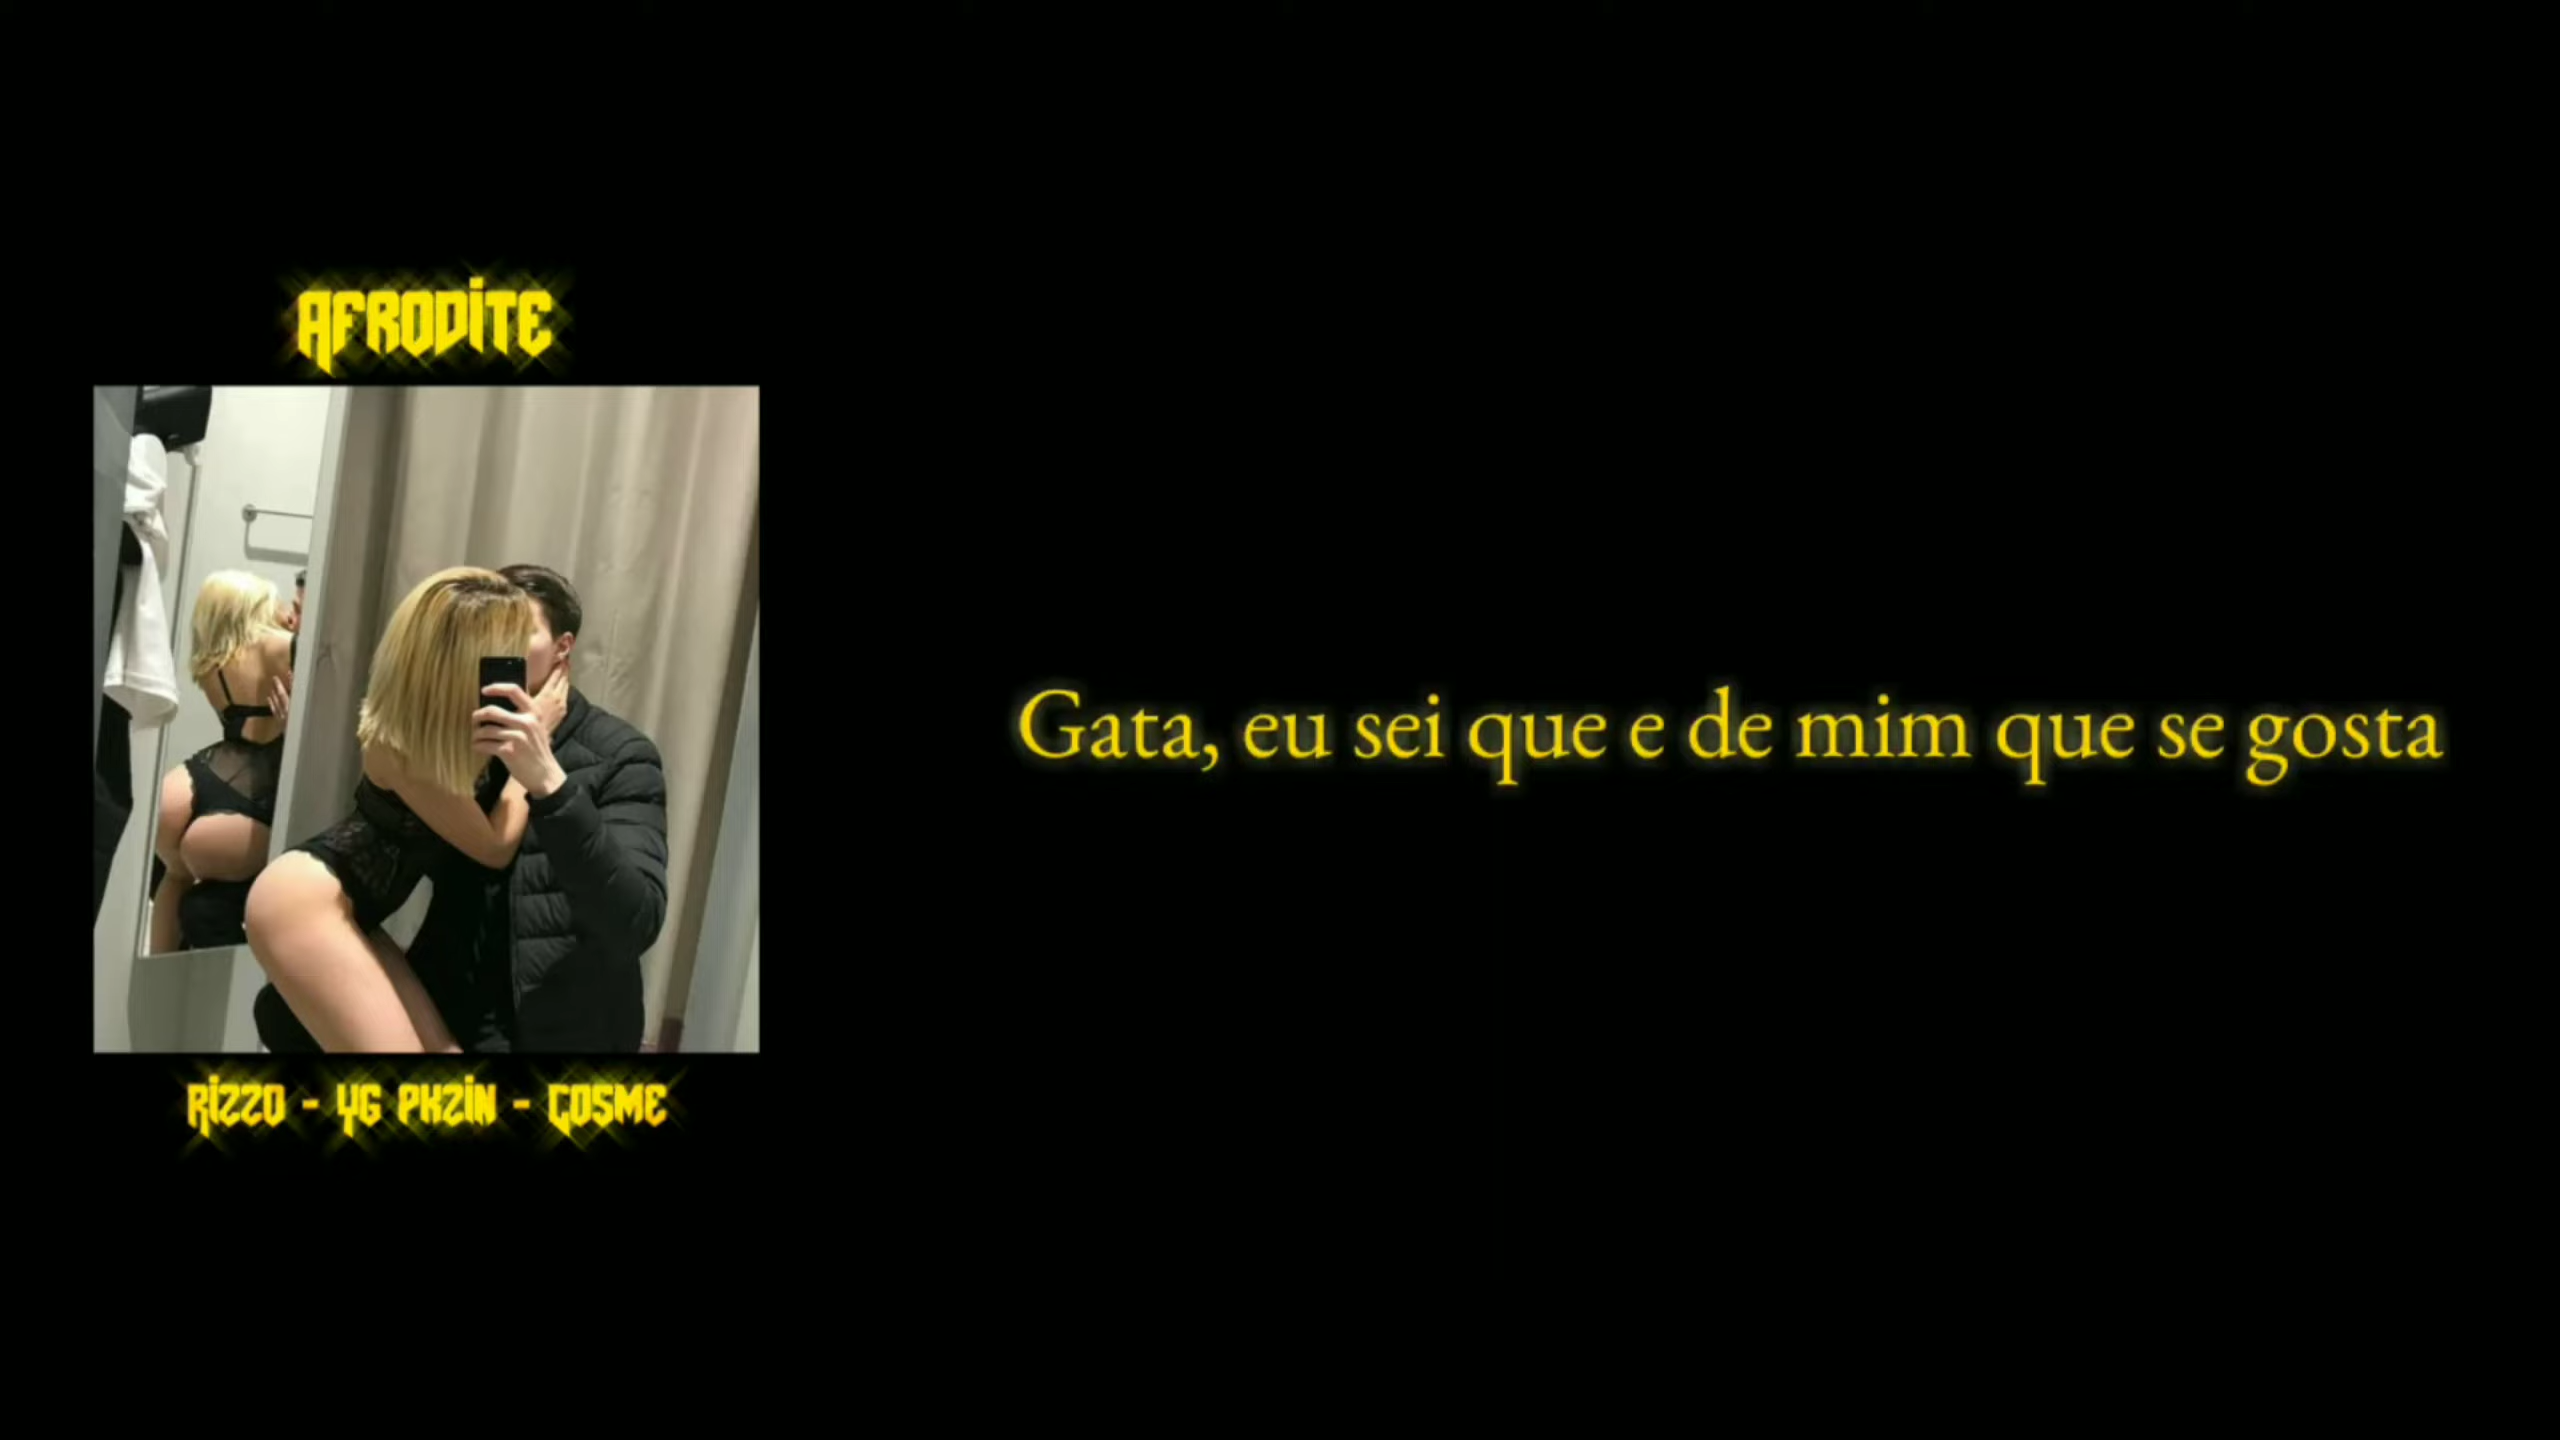 AFRODITE
RIZZO - YG PKZIN - COSME
Gata, eu sei que e de mim que se gosta